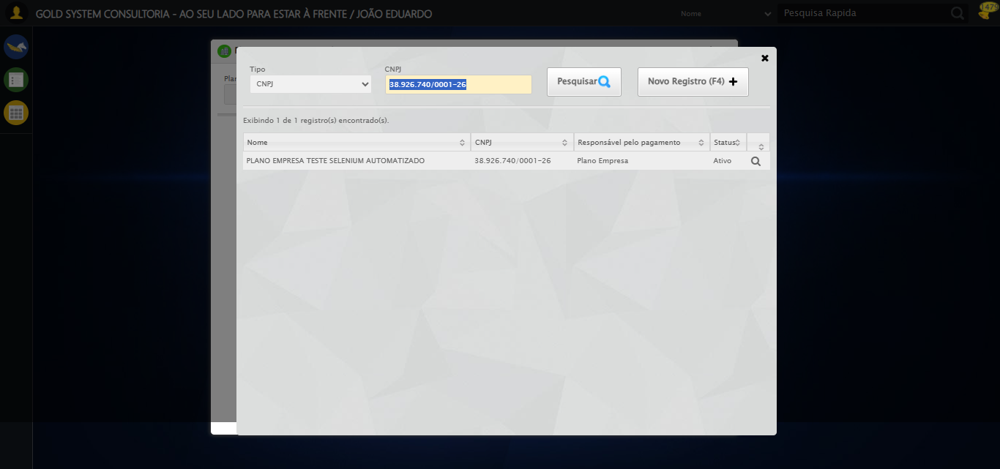 GOLD SYSTEM CONSULTORIA - AO SEU LADO PARA ESTAR À FRENTE / JOÃO EDUARDO
Nome
Pesquisa Rapida
Tipo
CNPJ
CNPJ
38.926.740/0001-26
Pesquisar
Novo Registro (F4)
Exibindo 1 de 1 registro(s) encontrado(s).
Nome CNPJ Responsável pelo pagamento Status
PLANO EMPRESA TESTE SELENIUM AUTOMATIZADO 38.926.740/0001-26 Plano Empresa Ativo